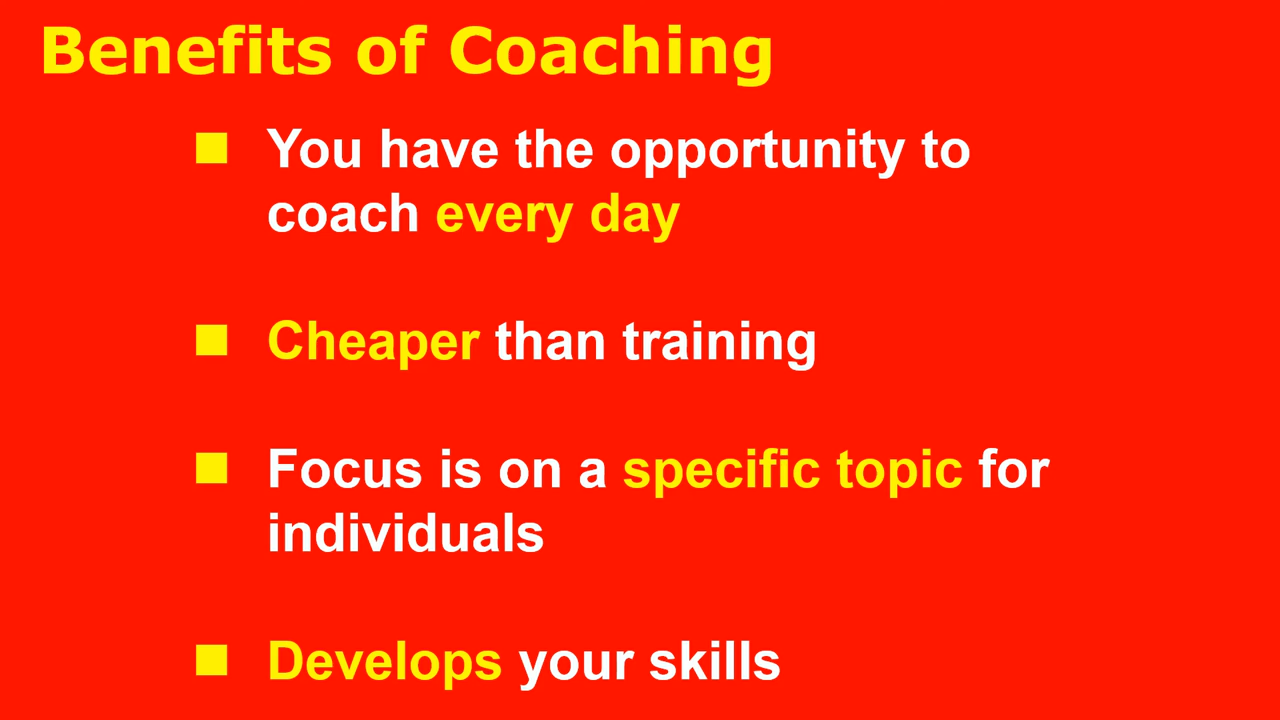 Benefits of Coaching
You have the opportunity to
coach every day
Cheaper than training
Focus is on a specific topic for
individuals
Develops your skills